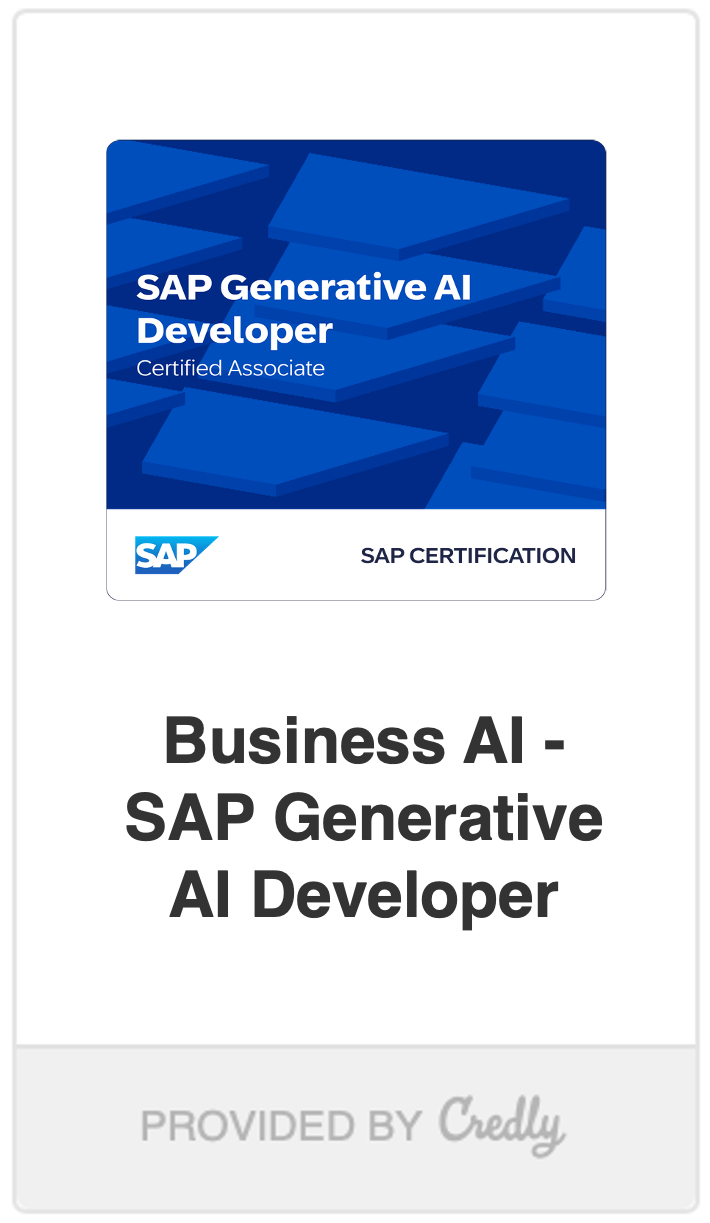 SAP Generative AI
Developer
Certified Associate
SAP SAP CERTIFICATION
Business AI -
SAP Generative
AI Developer
PROVIDED BY Credly